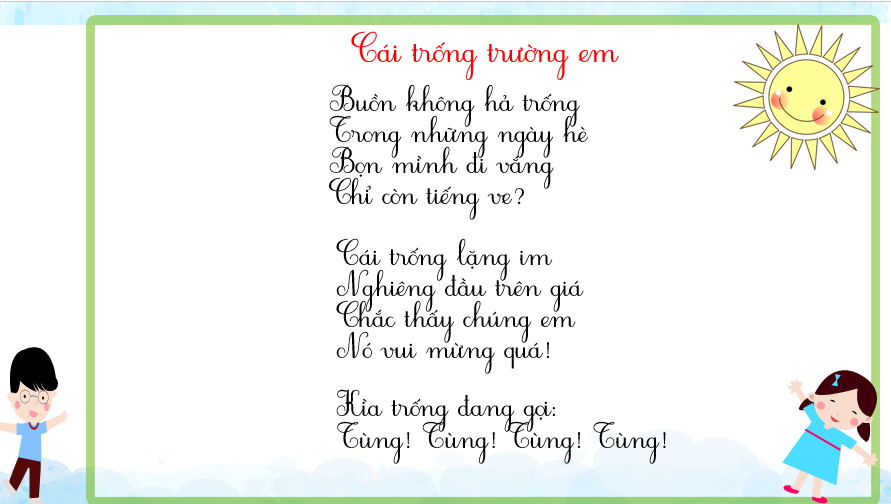 Cái trống trường em
Buồn không hả trống
Trong những ngày hè
Bọn mình đi vắng
Chỉ còn tiếng ve?
Cái trống lặng im
Nghiêng đầu trên giá
Chắc thấy chúng em
Nó vui mừng quá!
Kìa trống đang gọi:
Tùng! Tùng! Tùng! Tùng!